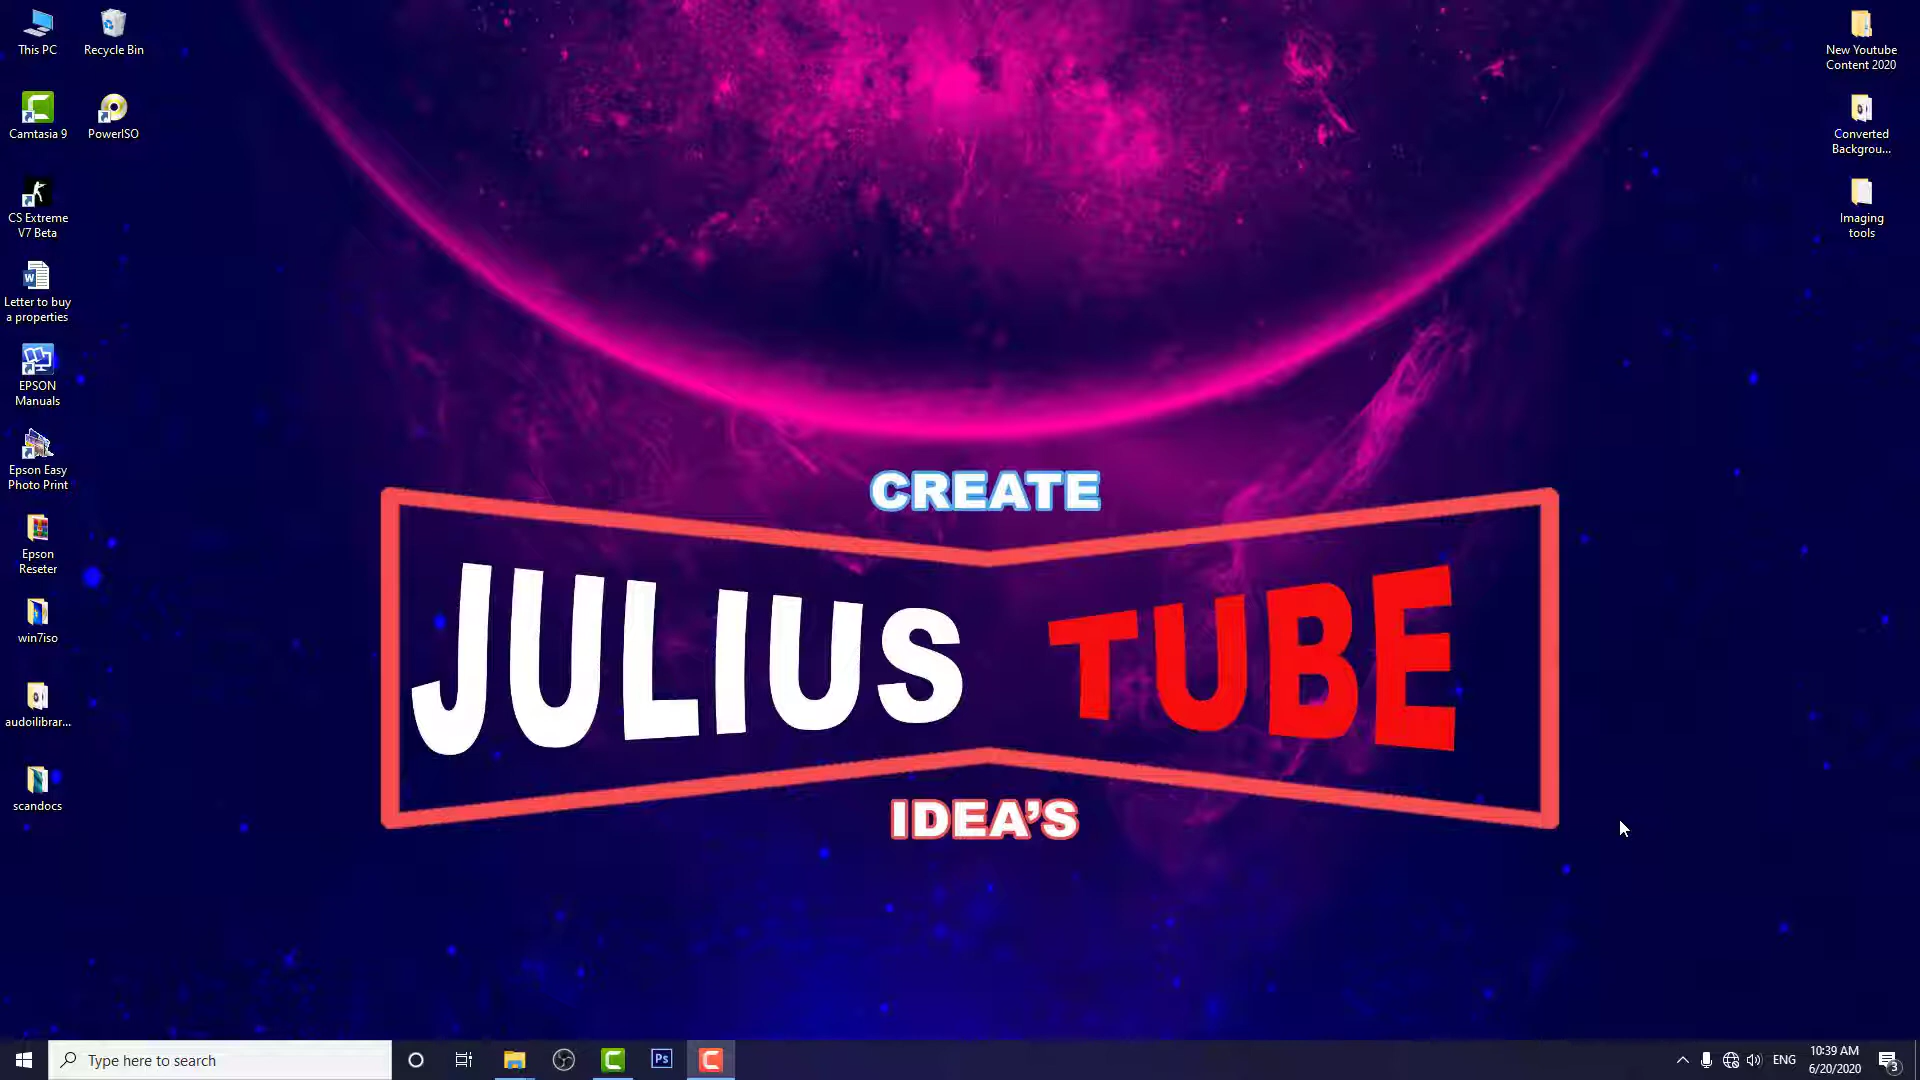 This PC
Recycle Bin
Camtasia 9
PowerISO
CS Extreme
V7 Beta
Letter to buy
a properties
EPSON
Manuals
Epson Easy
Photo Print
Epson
Reseter
win7iso
audoilibrar...
scandocs
New Youtube
Content 2020
Converted
Backgrou...
Imaging
tools
CREATE
JULIUS TUBE
IDEA'S
Type here to search
Ps
ENG
10:39 AM
6/20/2020
3